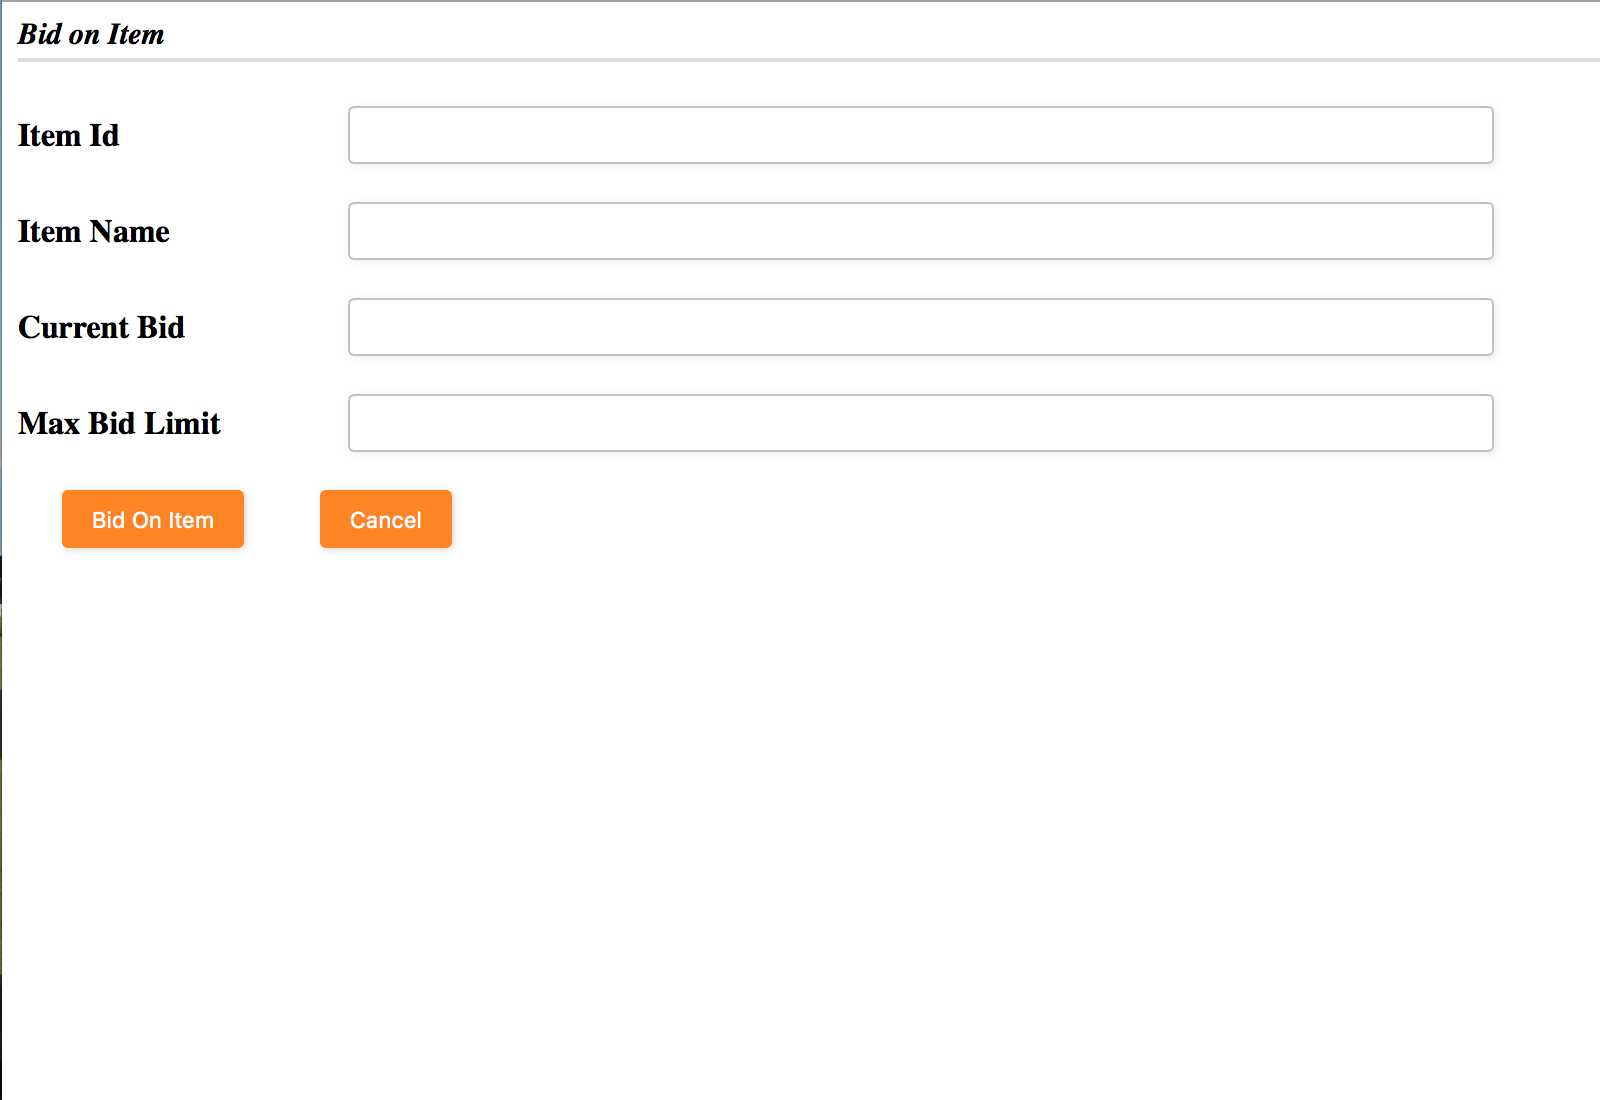 Bid on Item
Item Id
Item Name
Current Bid
Max Bid Limit
Bid On Item
Cancel